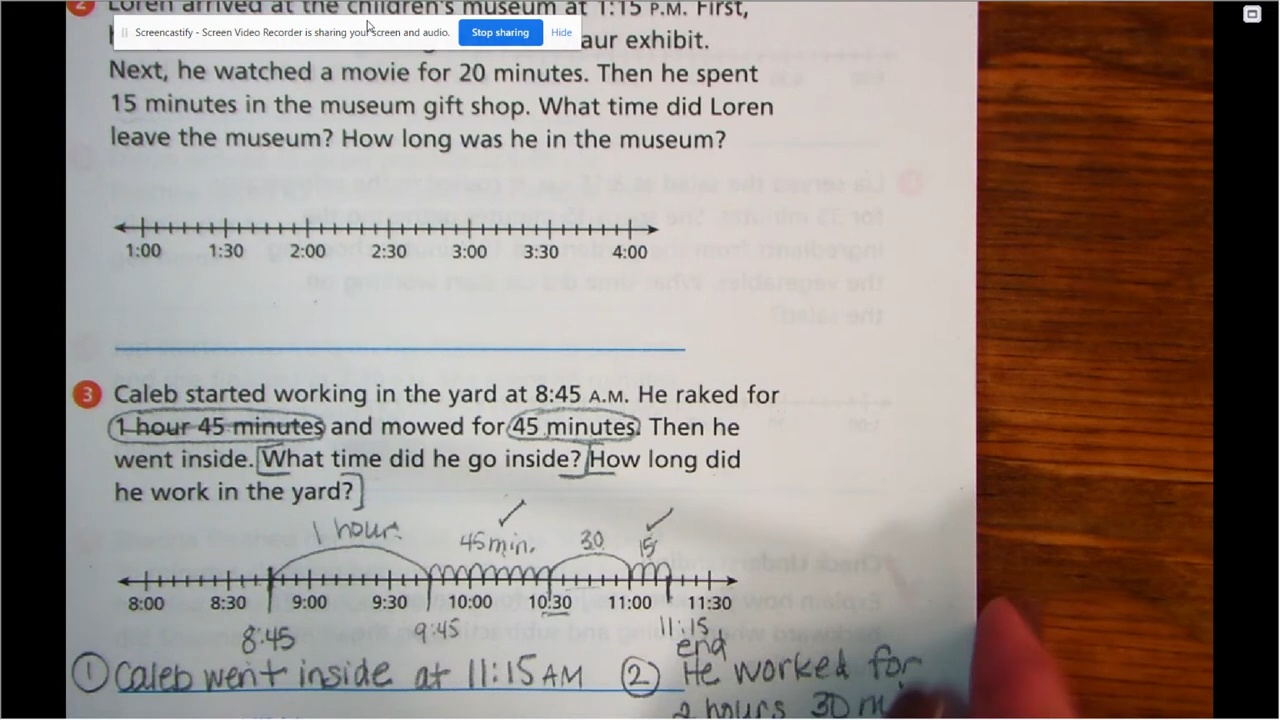 2 Loren arrived at the children's museum at 1:15 P.M. First,
Screencastify - Screen Video Recorder is sharing your screen and audio. Stop sharing Hide
aur exhibit.
Next, he watched a movie for 20 minutes. Then he spent
15 minutes in the museum gift shop. What time did Loren
leave the museum? How long was he in the museum?
1:00 1:30 2:00 2:30 3:00 3:30 4:00
3 Caleb started working in the yard at 8:45 A.M. He raked for
1 hour 45 minutes and mowed for 45 minutes. Then he
went inside. What time did he go inside? How long did
he work in the yard?
1 hour. 45 min. 30 15
8:00 8:30 9:00 9:30 10:00 10:30 11:00 11:30
8:45 9:45 11:15
end
1 Caleb went inside at 11:15 AM 2 He worked for
2 hours 30